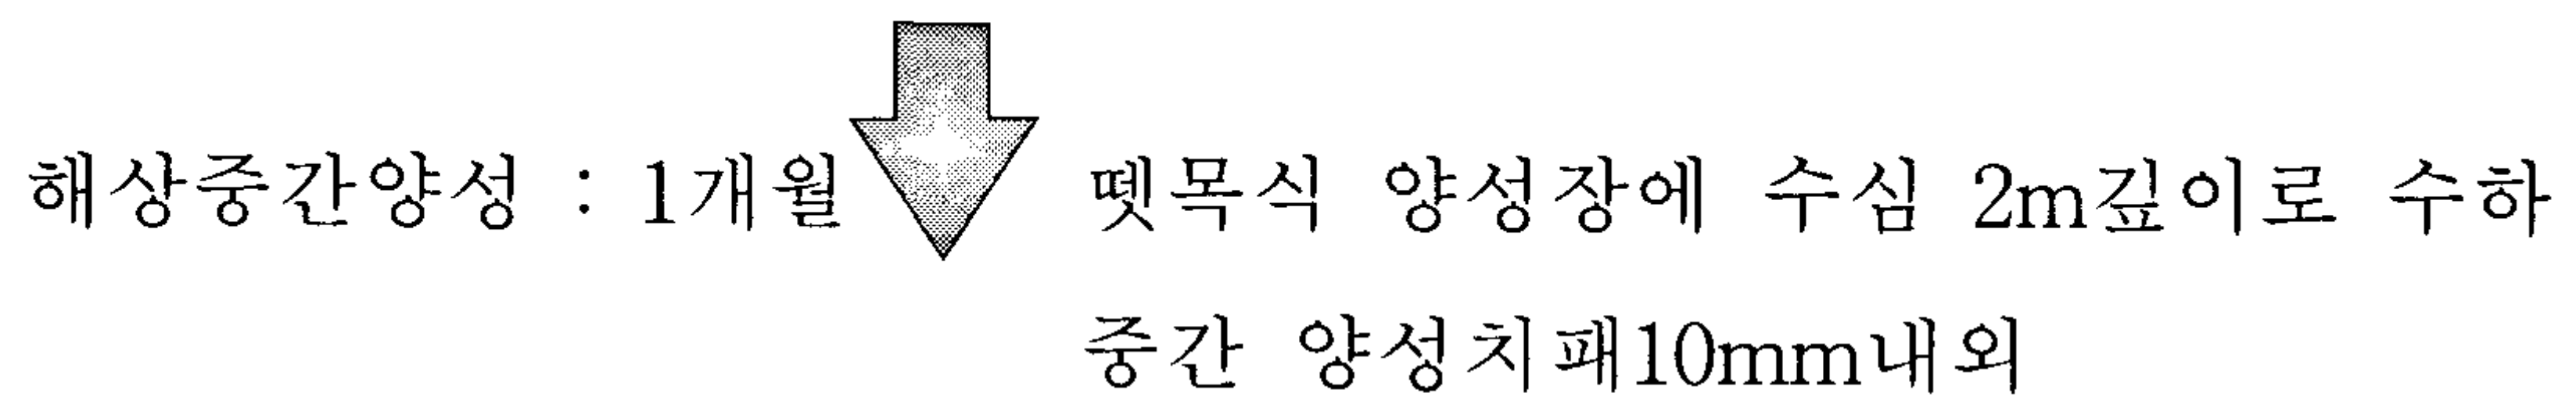 해상중간양성 : 1개월 뗏목식 양성장에 수심 2m깊이로 수하
중간 양성치패10mm내외